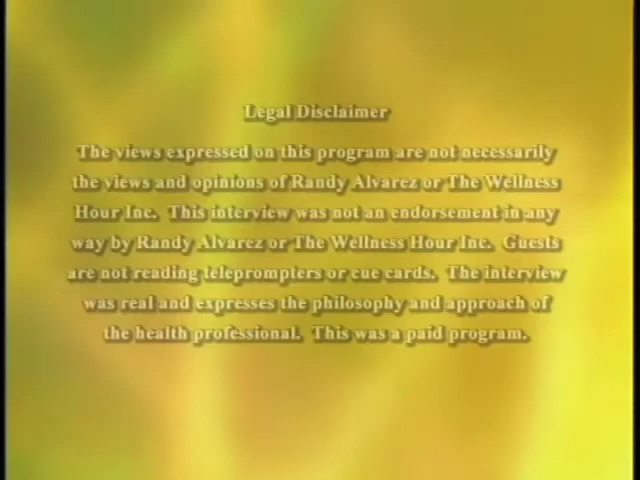 Legal Disclaimer
The views expressed on this program are not necessarily
the views and opinions of Randy Alvarez or The Wellness
Hour Inc. This interview was not an endorsement in any
way by Randy Alvarez or The Wellness Hour Inc. Guests
are not reading teleprompters or cue cards. The interview
was real and expresses the philosophy and approach of
the health professional. This was a paid program.